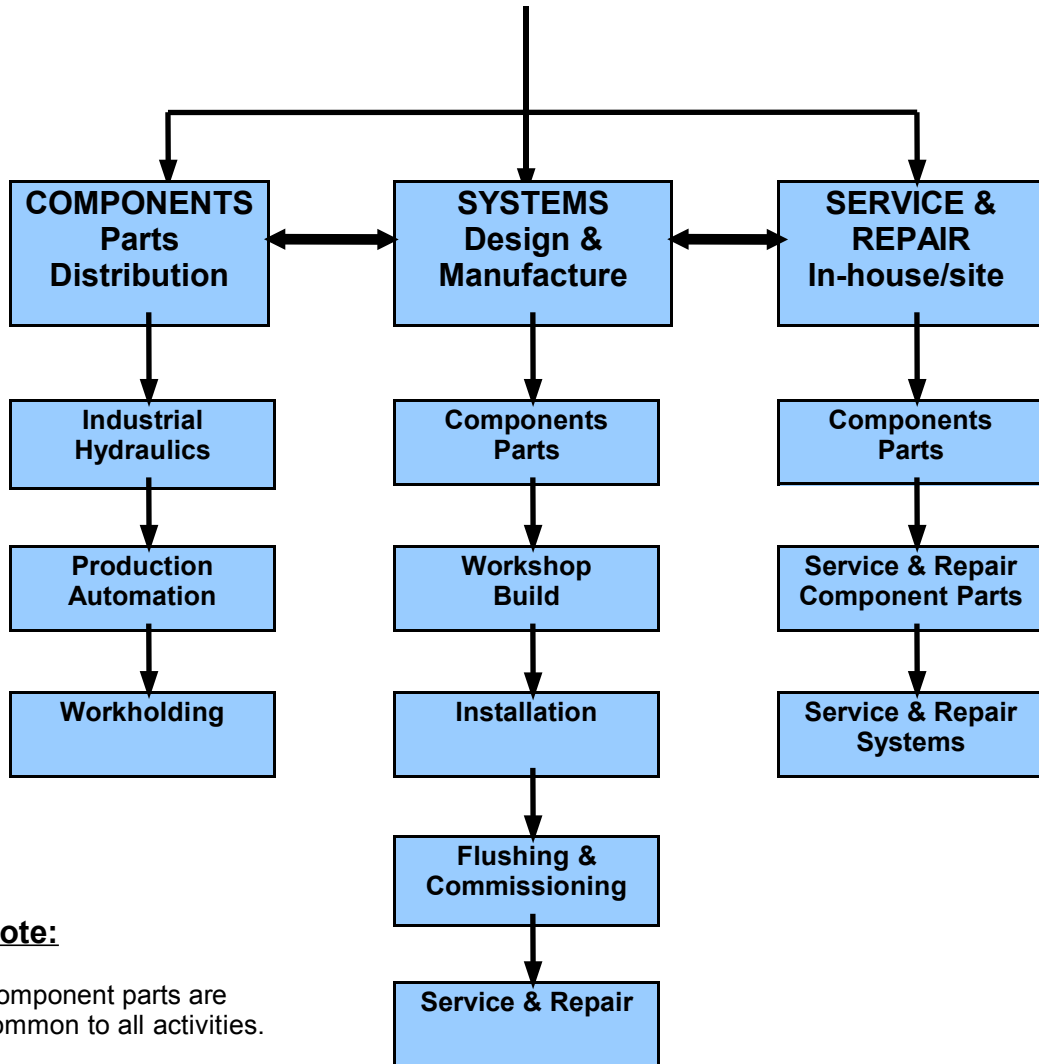 COMPONENTS
Parts
Distribution
SYSTEMS
Design &
Manufacture
SERVICE &
REPAIR
In-house/site
Industrial
Hydraulics
Components
Parts
Components
Parts
Production
Automation
Workshop
Build
Service & Repair
Component Parts
Workholding
Installation
Service & Repair
Systems
Flushing &
Commissioning
ote:
omponent parts are
ommon to all activities.
Service & Repair